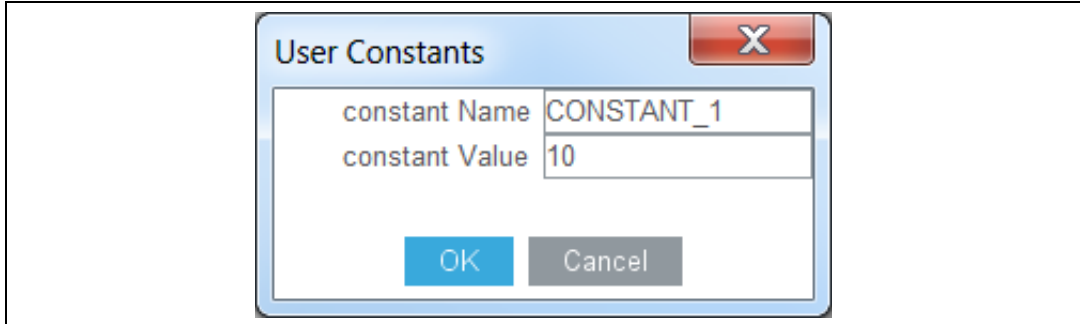 User Constants
constant Name CONSTANT_1
constant Value 10
OK Cancel